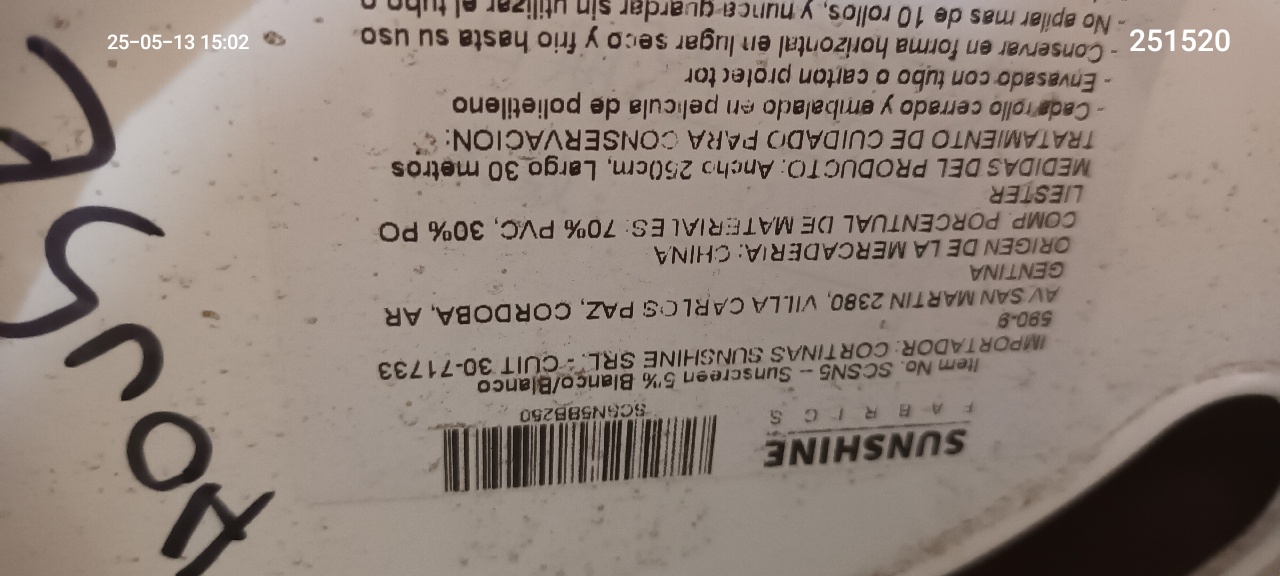 25-05-13 15:02
251520
SUNSHINE
FABRICS
SCSN5BB250
Item No. SCSN5 – Sunscreen 5% Blanco/Blanco
IMPORTADOR: CORTINAS SUNSHINE SRL. - CUIT 30-71733
590-9
AV SAN MARTIN 2380, VILLA CARLOS PAZ, CORDOBA, AR
GENTINA
ORIGEN DE LA MERCADERIA: CHINA
COMP PORCENTUAL DE MATERIALES: 70% PVC, 30% PO
LIESTER
MEDIDAS DEL PRODUCTO: Ancho 250cm, Largo 30 metros
TRATAMIENTO DE CUIDADO PARA CONSERVACION:
- Cada rollo cerrado y embalado en pelicula de polietileno
- Envasado con tubo o carton protector
- Conservar en forma horizontal en lugar seco y frio hasta su uso
- No apilar mas de 10 rollos, y nunca guardar sin utilizar el tubo o